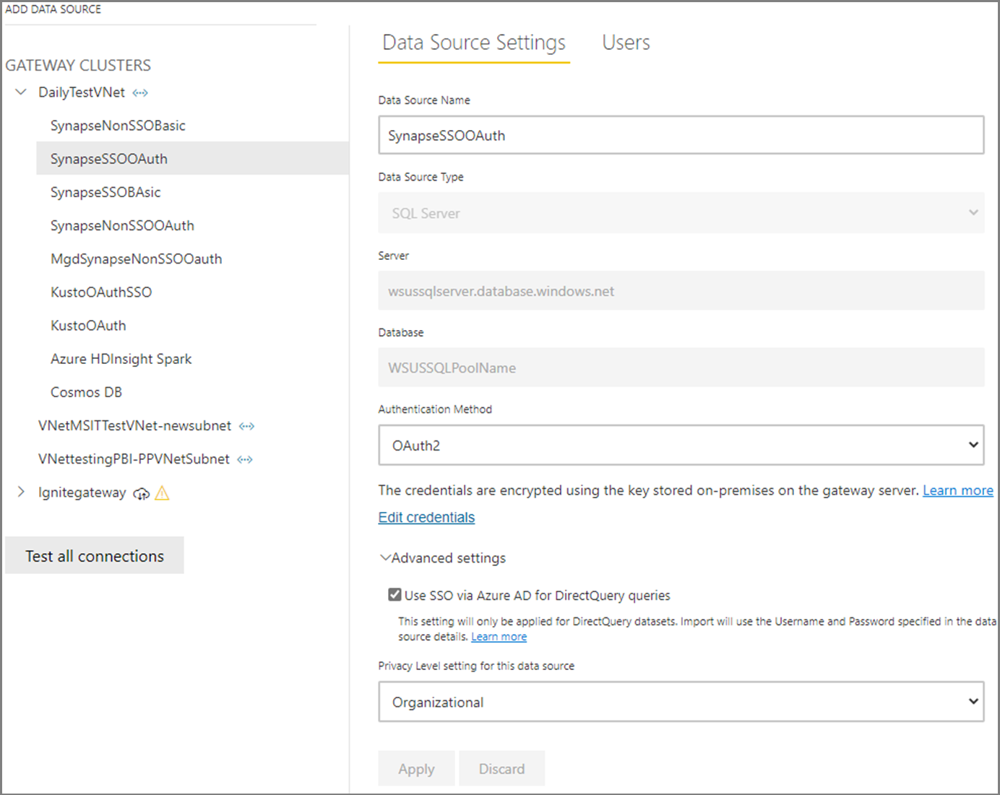 ADD DATA SOURCE
GATEWAY CLUSTERS
DailyTestVNet
SynapseNonSSOBasic
SynapseSSOOAuth
SynapseSSOBAsic
SynapseNonSSOOAuth
MgdSynapseNonSSOOauth
KustoOAuthSSO
KustoOAuth
Azure HDInsight Spark
Cosmos DB
VNetMSITTestVNet-newsubnet
VNettestingPBI-PPVNetSubnet
Ignitegateway
Test all connections
Data Source Settings
Users
Data Source Name
SynapseSSOOAuth
Data Source Type
SQL Server
Server
wsussqlserver.database.windows.net
Database
WSUSSQLPoolName
Authentication Method
OAuth2
The credentials are encrypted using the key stored on-premises on the gateway server. Learn more
Edit credentials
Advanced settings
Use SSO via Azure AD for DirectQuery queries
This setting will only be applied for DirectQuery datasets. Import will use the Username and Password specified in the data
source details. Learn more
Privacy Level setting for this data source
Organizational
Apply
Discard